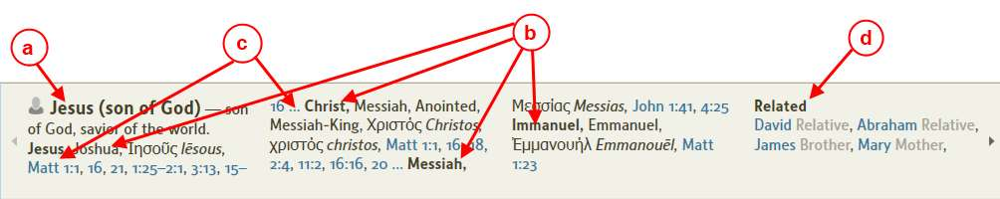 a
c
b
d
Jesus (son of God) — son
of God, savior of the world.
Jesus, Joshua, Ἰησοῦς Iēsous,
Matt 1:1, 16, 21, 1:25–2:1, 3:13, 15–
16 ... Christ, Messiah, Anointed,
Messiah-King, Χριστός Christos,
χριστός christos, Matt 1:1, 16–18,
2:4, 11:2, 16:16, 20 ... Messiah,
Μεσσίας Messias, John 1:41, 4:25
Immanuel, Emmanuel,
Ἐμμανουήλ Emmanouēl, Matt
1:23
Related
David Relative, Abraham Relative,
James Brother, Mary Mother,